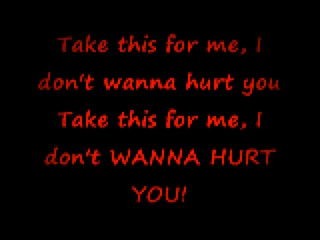 Take this for me, I
don't wanna hurt you
Take this for me, I
don't WANNA HURT
YOU!